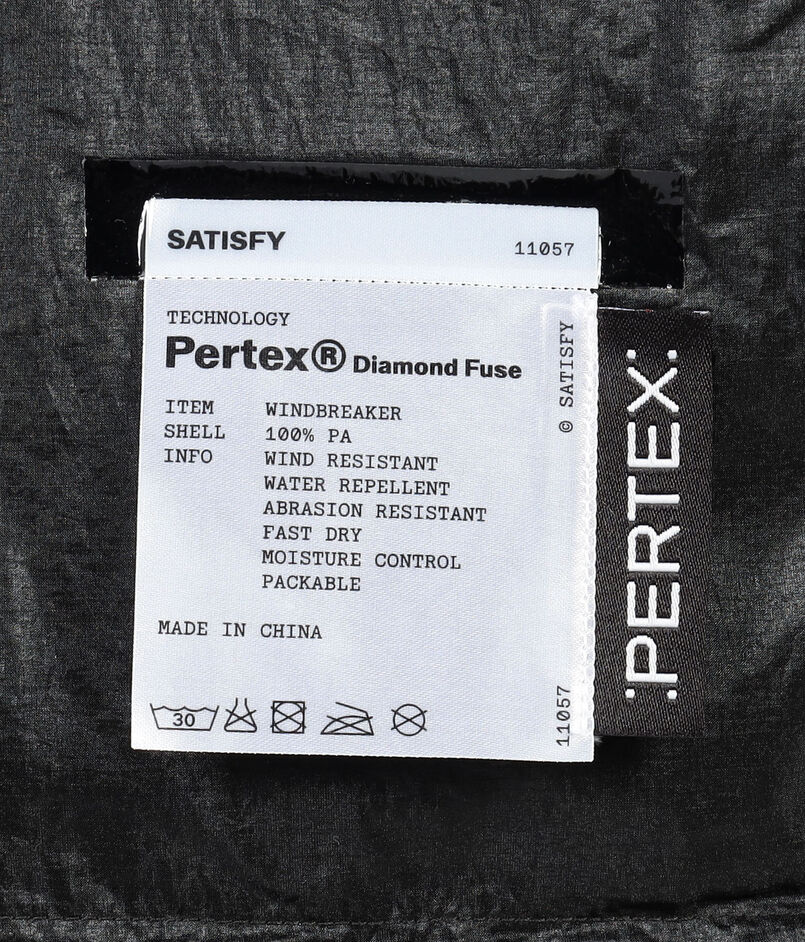 SATISFY 11057
TECHNOLOGY
Pertex® Diamond Fuse
ITEM WINDBREAKER
SHELL 100% PA
INFO WIND RESISTANT
WATER REPELLENT
ABRASION RESISTANT
FAST DRY
MOISTURE CONTROL
PACKABLE
MADE IN CHINA
30
© SATISFY
11057
:PERTEX: